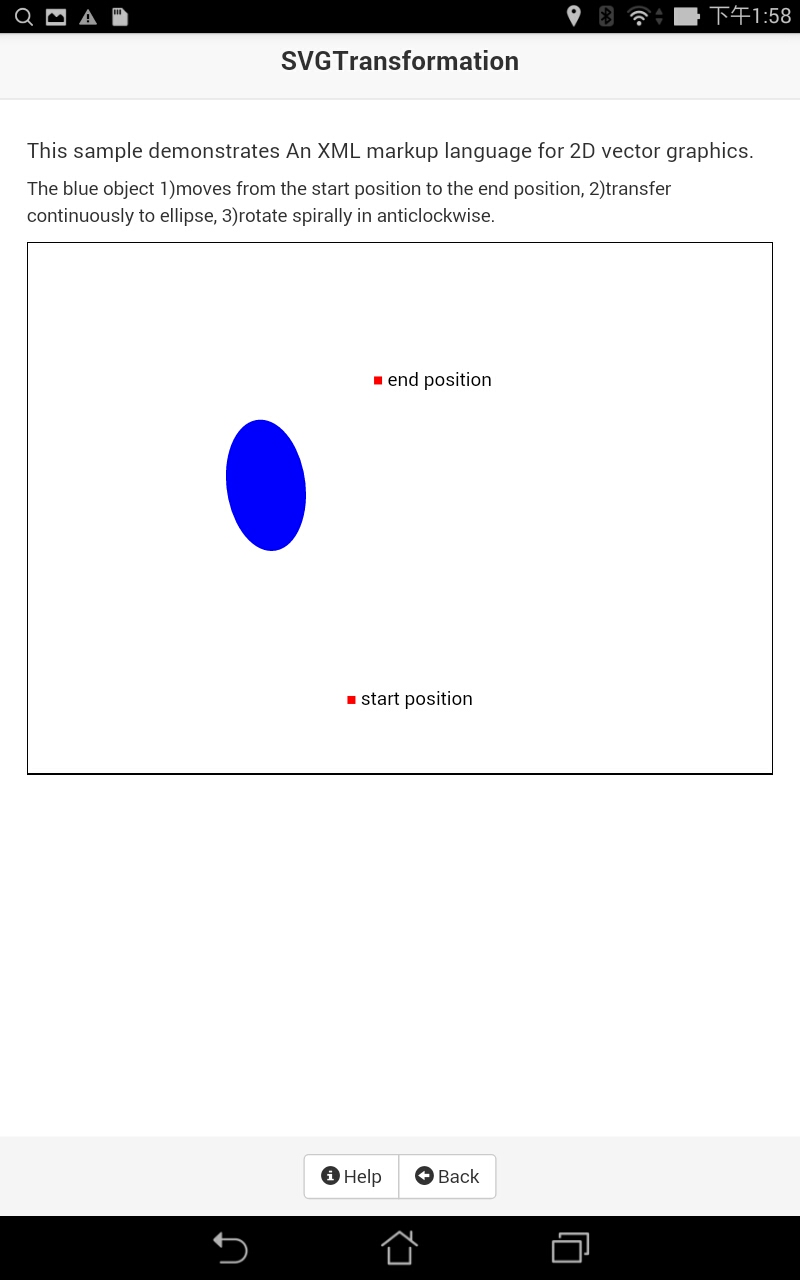 下午1:58
SVGTransformation
This sample demonstrates An XML markup language for 2D vector graphics.
The blue object 1)moves from the start position to the end position, 2)transfer
continuously to ellipse, 3)rotate spirally in anticlockwise.
end position
start position
Help
Back